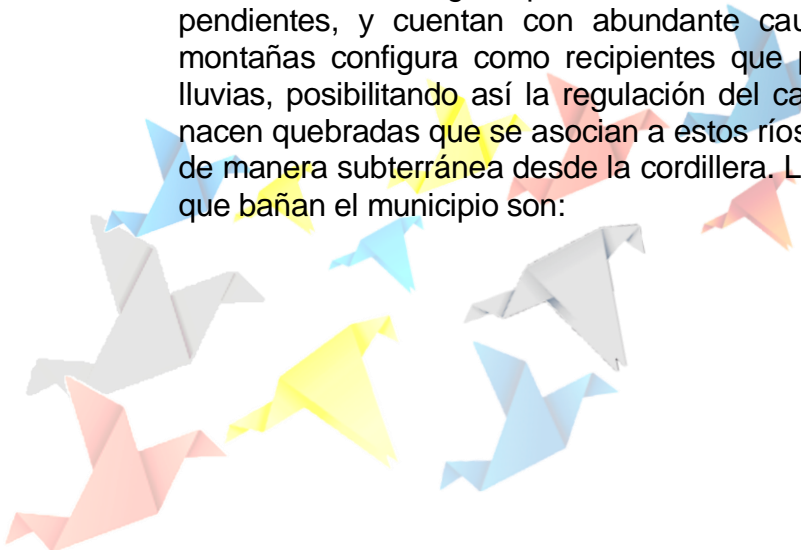 pendientes, y cuentan con abundante
montañas configura como recipientes que
lluvias, posibilitando así la regulación del
nacen quebradas que se asocian a estos ríos
de manera subterránea desde la cordillera.
que bañan el municipio son: